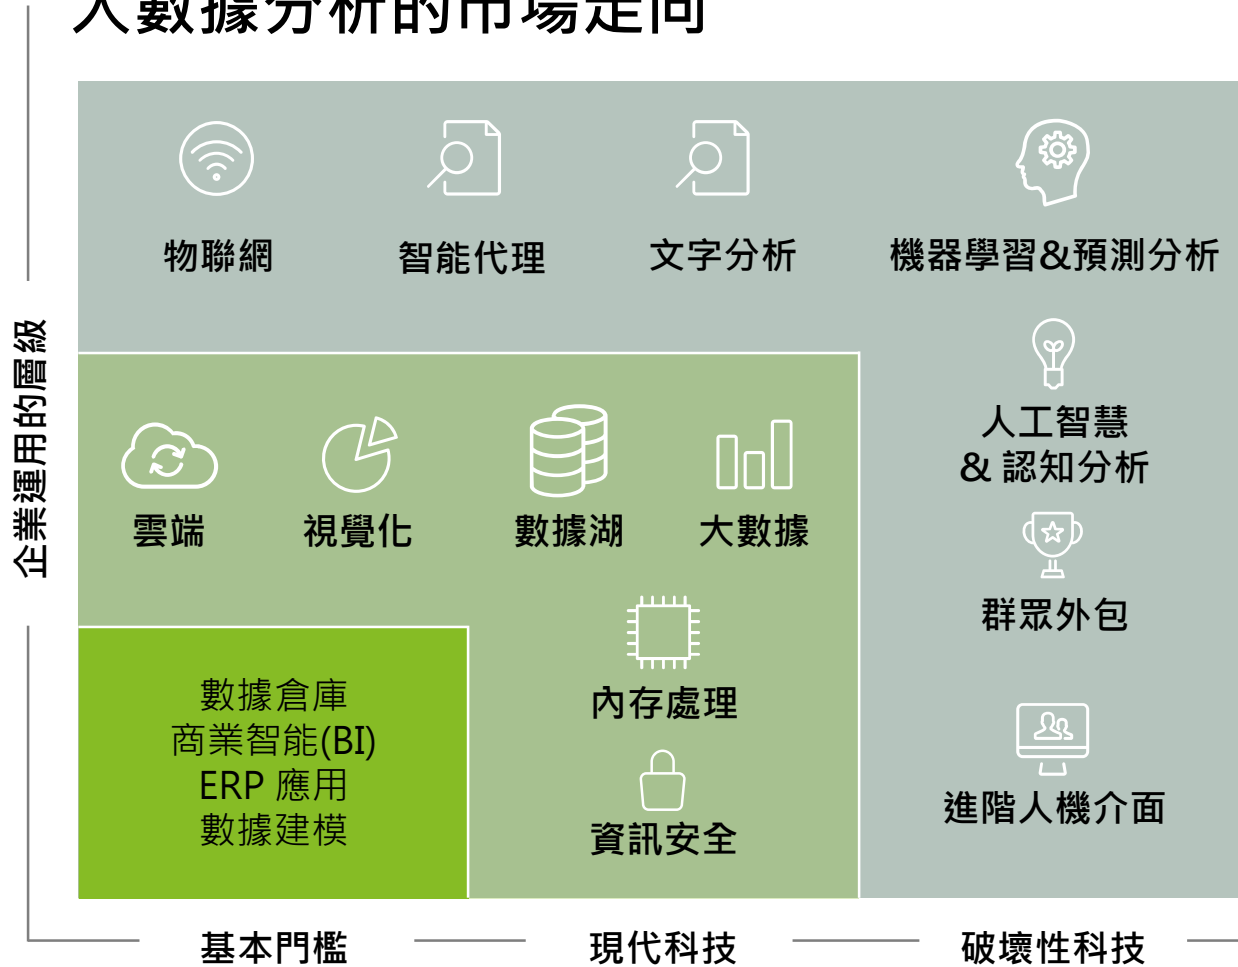 大數據分析的市場走向
物聯網
智能代理
文字分析
機器學習&預測分析
人工智慧
& 認知分析
企業運用的層級
雲端
視覺化
數據湖
大數據
群眾外包
內存處理
數據倉庫
商業智能(BI)
ERP 應用
數據建模
資訊安全
進階人機介面
基本門檻
現代科技
破壞性科技